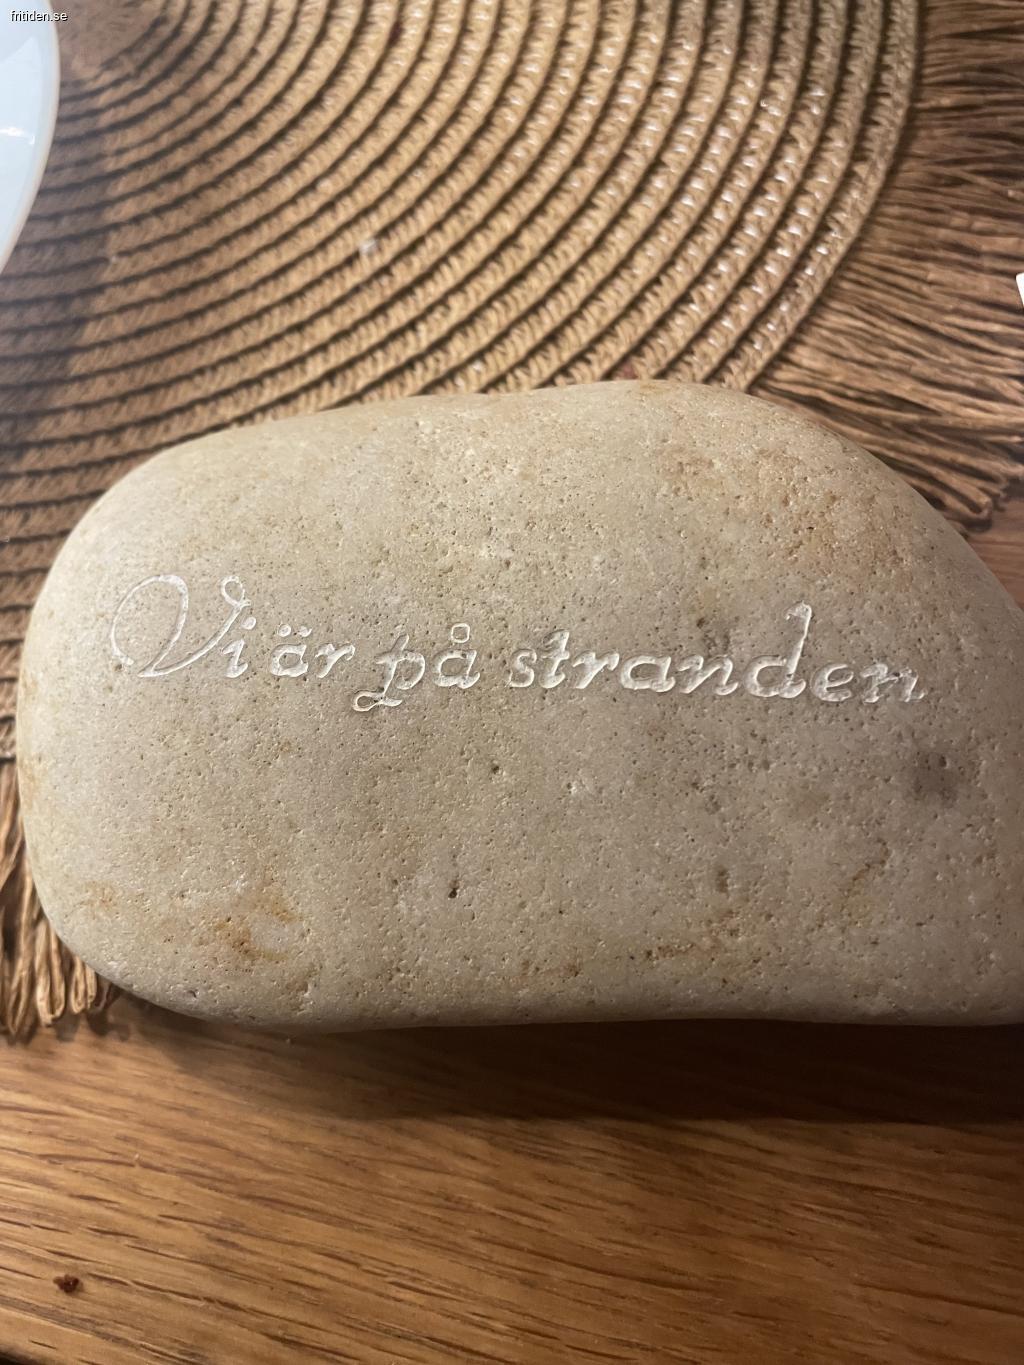 fritiden.se
Vi är på stranden